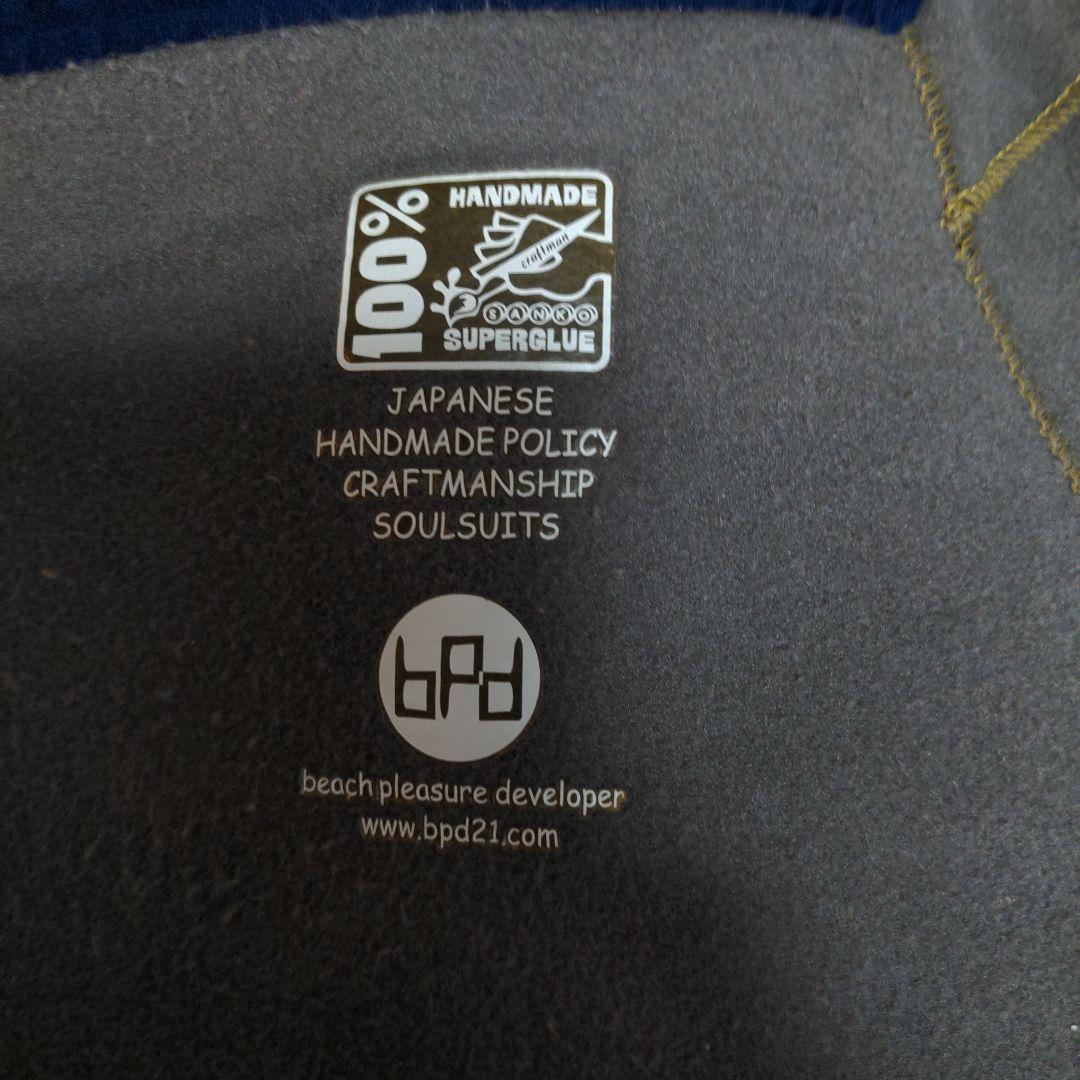 100%
HANDMADE
craftman
SANKO
SUPERGLUE
JAPANESE
HANDMADE POLICY
CRAFTMANSHIP
SOULSUITS
bPd
beach pleasure developer
www.bpd21.com